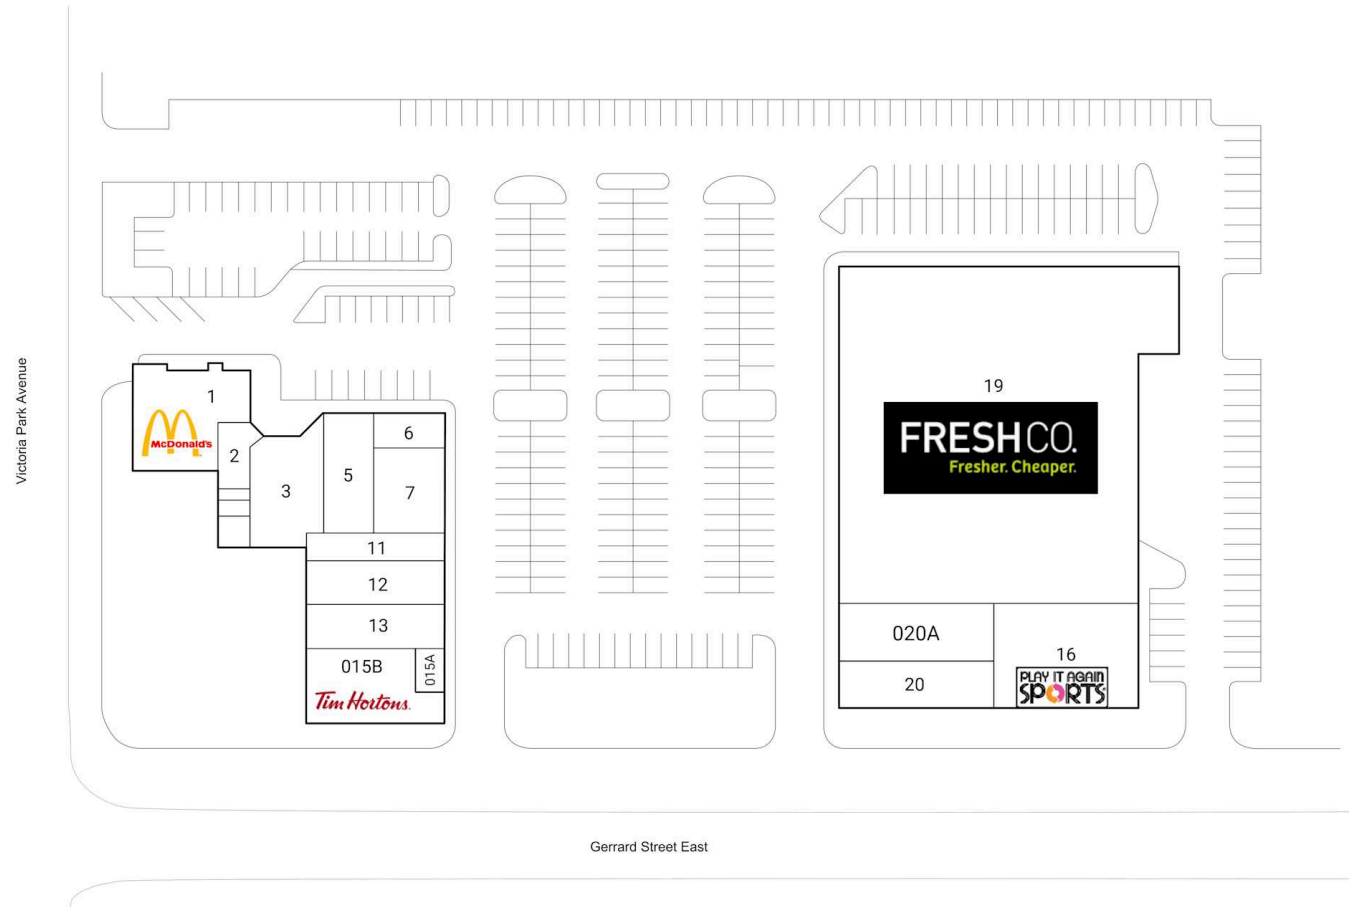 Victoria Park Avenue
1
McDonald's
2
3
5
6
7
11
12
13
015B
015A
Tim Hortons.
19
FRESHCO.
Fresher. Cheaper.
020A
20
16
PLAY IT AGAIN
SPORTS
Gerrard Street East